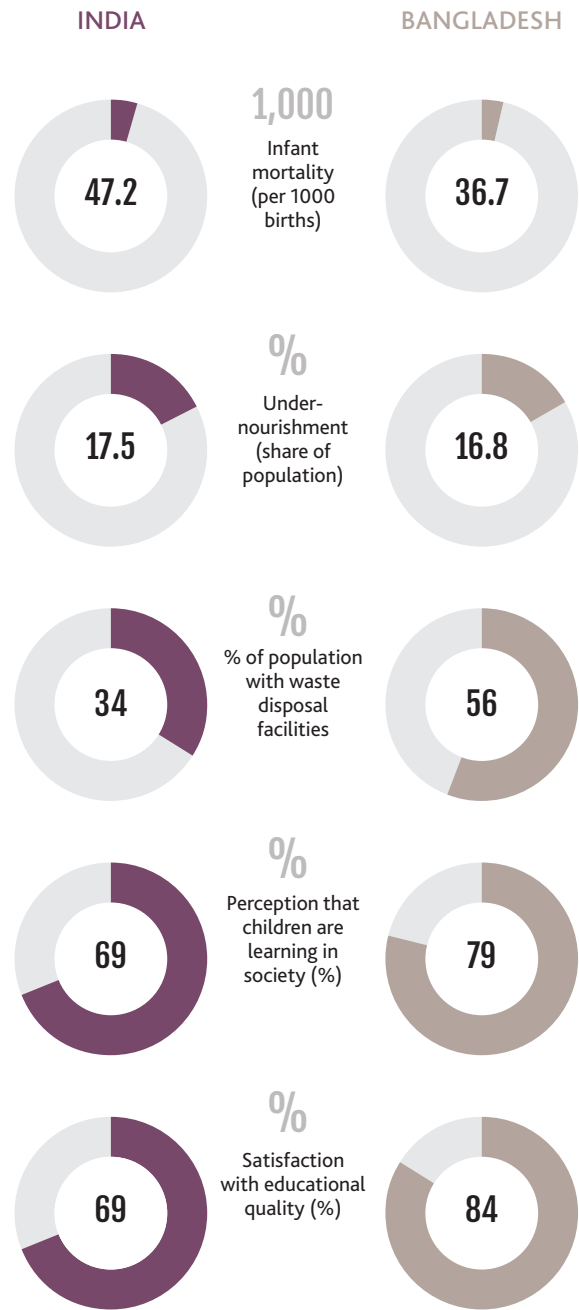 INDIA
BANGLADESH
1,000
Infant
mortality
(per 1000
births)
47.2
36.7
%
Under-
nourishment
(share of
population)
17.5
16.8
%
% of population
with waste
disposal
facilities
34
56
%
Perception that
children are
learning in
society (%)
69
79
%
Satisfaction
with educational
quality (%)
69
84